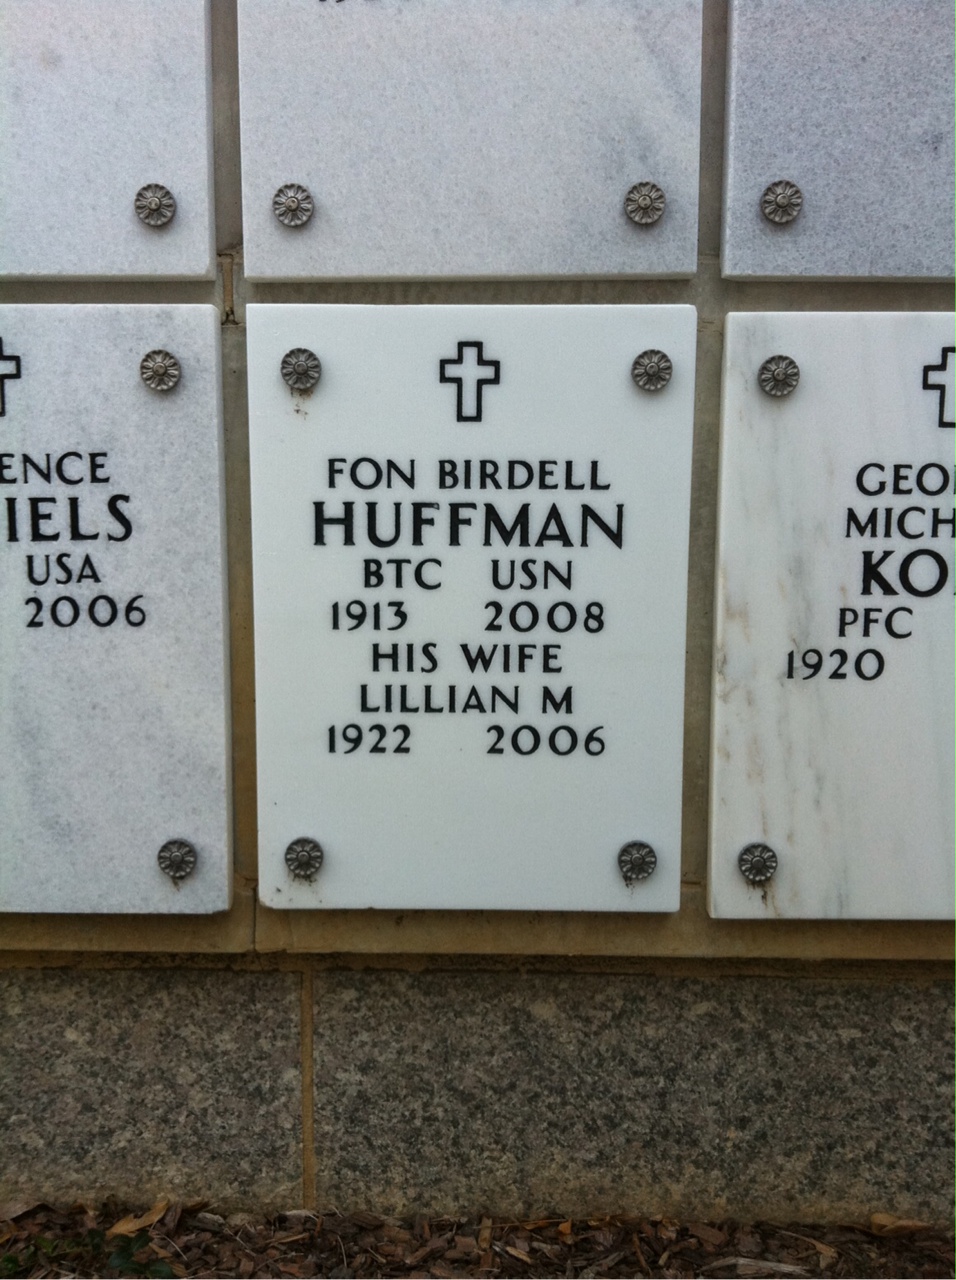 ENCE
IELS
USA
2006
FON BIRDELL
HUFFMAN
BTC USN
1913 2008
HIS WIFE
LILLIAN M
1922 2006
GEO
MICH
KO
PFC
1920